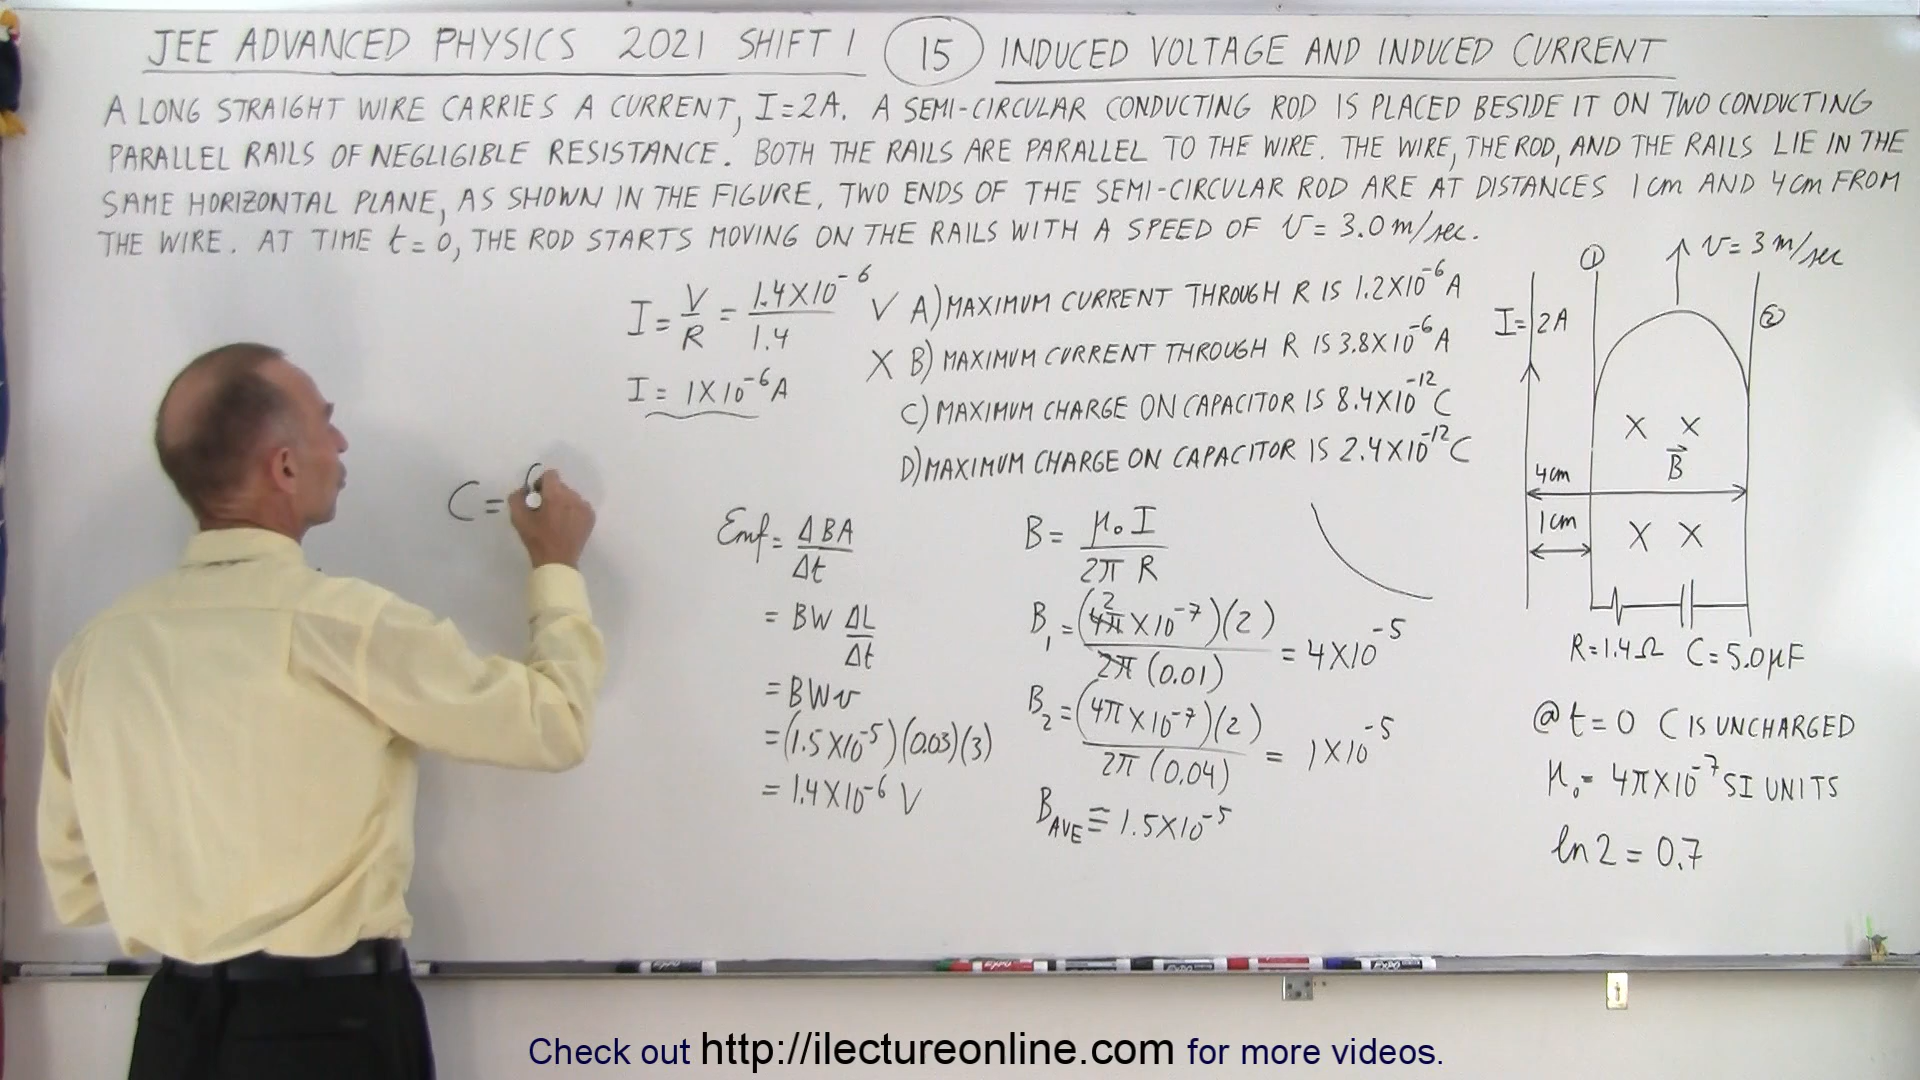 JEE ADVANCED PHYSICS 2021 SHIFT 1 15 INDUCED VOLTAGE AND INDUCED CURRENT
A LONG STRAIGHT WIRE CARRIES A CURRENT, I=2A. A SEMI-CIRCULAR CONDUCTING ROD IS PLACED BESIDE IT ON TWO CONDUCTING
PARALLEL RAILS OF NEGLIGIBLE RESISTANCE. BOTH THE RAILS ARE PARALLEL TO THE WIRE. THE WIRE, THE ROD, AND THE RAILS LIE IN THE
SAME HORIZONTAL PLANE, AS SHOWN IN THE FIGURE. TWO ENDS OF THE SEMI-CIRCULAR ROD ARE AT DISTANCES 1cm AND 4cm FROM
THE WIRE. AT TIME t=0, THE ROD STARTS MOVING ON THE RAILS WITH A SPEED OF v=3.0m/sec.
I = V/R = 1.4X10^-6/1.4
I = 1X10^-6 A
V A) MAXIMUM CURRENT THROUGH R IS 1.2X10^-6 A
X B) MAXIMUM CURRENT THROUGH R IS 3.8X10^-6 A
C) MAXIMUM CHARGE ON CAPACITOR IS 8.4X10^-12 C
D) MAXIMUM CHARGE ON CAPACITOR IS 2.4X10^-12 C
C =
Emf = ΔBA/Δt
= BW ΔL/Δt
= BWv
= (1.5X10^-5)(0.03)(3)
= 1.4X10^-6 V
B = μ₀I/2π R
B₁ = (4π X10^-7)(2)/2π (0.01) = 4X10^-5
2
B₂ = (4π X10^-7)(2)/2π (0.04) = 1X10^-5
B_AVE ≡ 1.5X10^-5
1
v=3m/sec
I=2A
2
X X
B⃗
4cm
1cm
X X
R=1.4Ω C=5.0μF
@ t=0 C IS UNCHARGED
μ₀= 4πX10^-7 SI UNITS
ln2 = 0.7
EXPO
Check out http://ilectureonline.com for more videos.